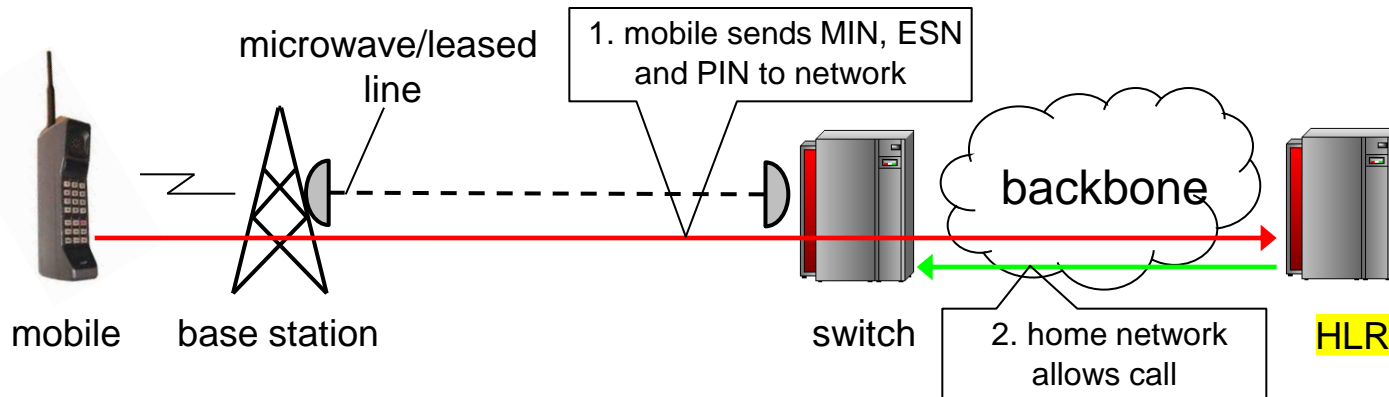 microwave/leased
line
1. mobile sends MIN, ESN
and PIN to network
backbone
mobile
base station
switch
2. home network
allows call
HLR